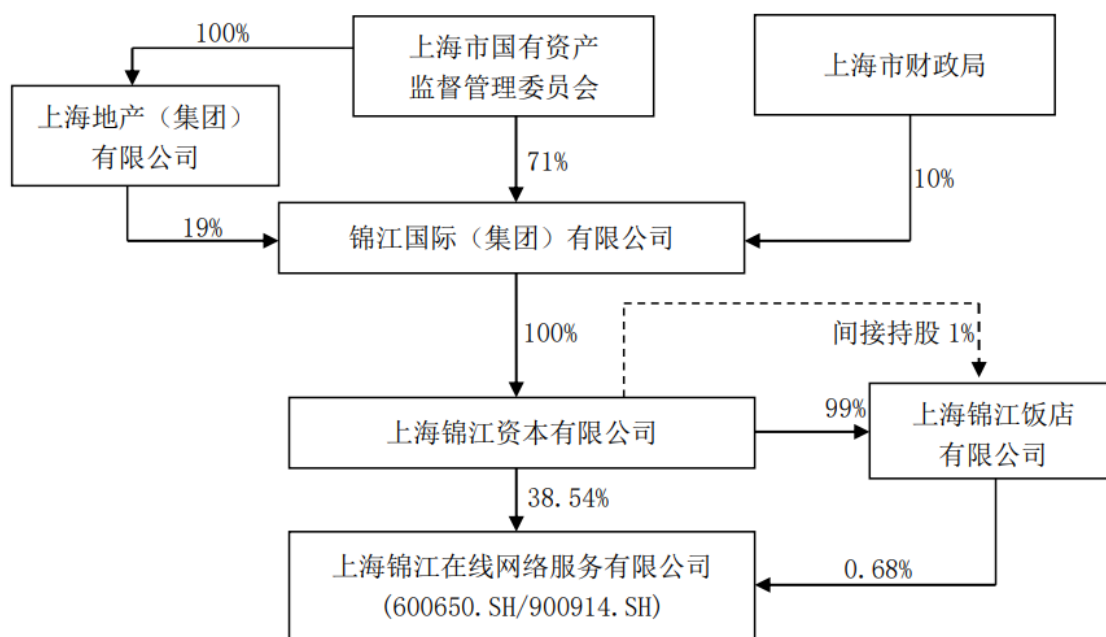 100%
上海市国有资产
监督管理委员会
上海市财政局
上海地产（集团）
有限公司
71%
10%
19%
锦江国际（集团）有限公司
100%
间接持股 1%
上海锦江资本有限公司
99%
上海锦江饭店
有限公司
38.54%
上海锦江在线网络服务有限公司
(600650.SH/900914.SH)
0.68%